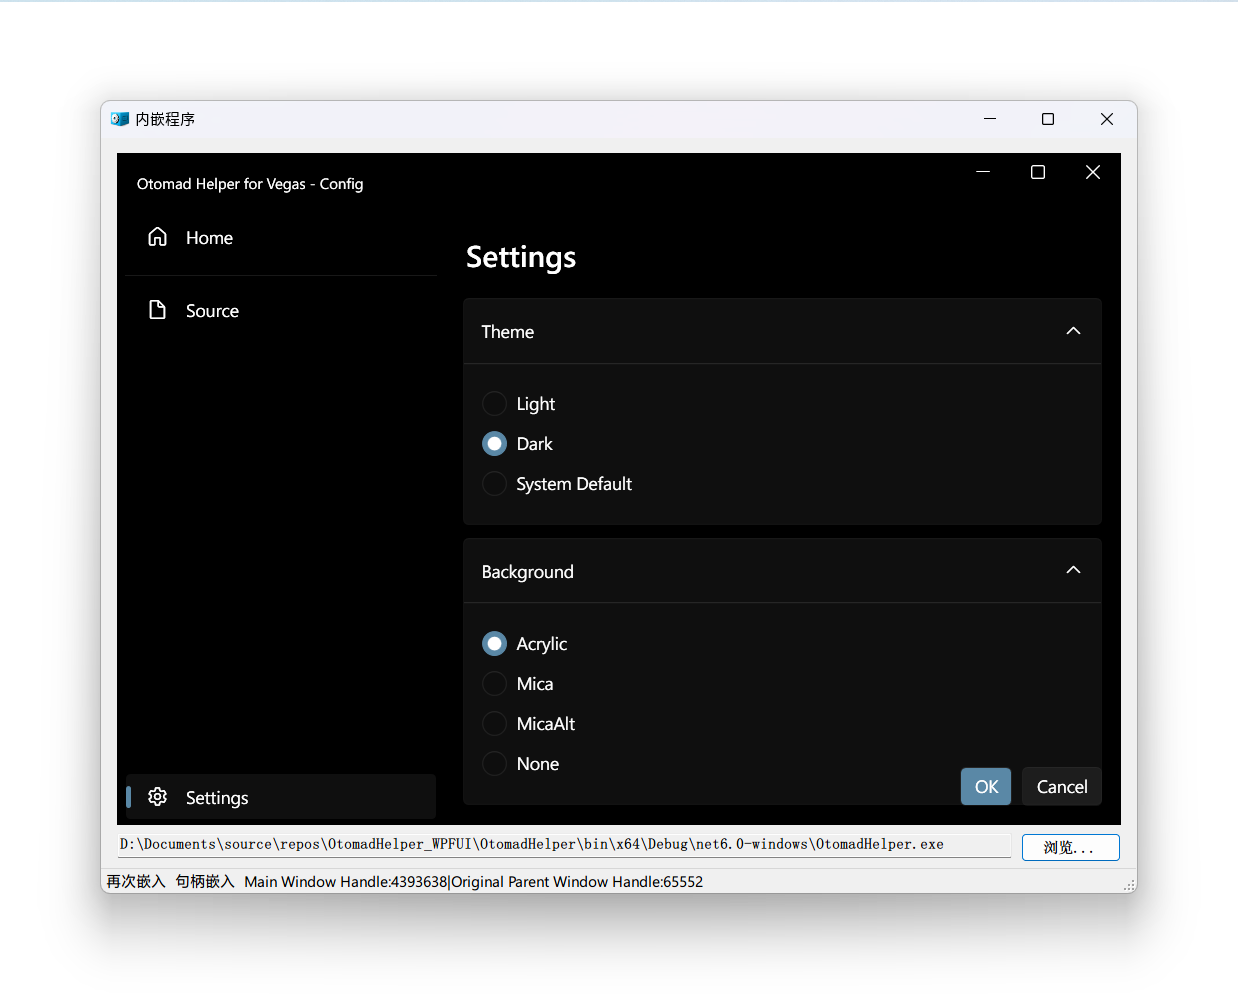 内嵌程序
Otomad Helper for Vegas - Config
Home
Source
Settings
Theme
Light
Dark
System Default
Background
Acrylic
Mica
MicaAlt
None
OK Cancel
Settings
D:\Documents\source\repos\OtomadHelper_WPFUI\OtomadHelper\bin\x64\Debug\net6.0-windows\OtomadHelper.exe 浏览...
再次嵌入 句柄嵌入 Main Window Handle:4393638|Original Parent Window Handle:65552